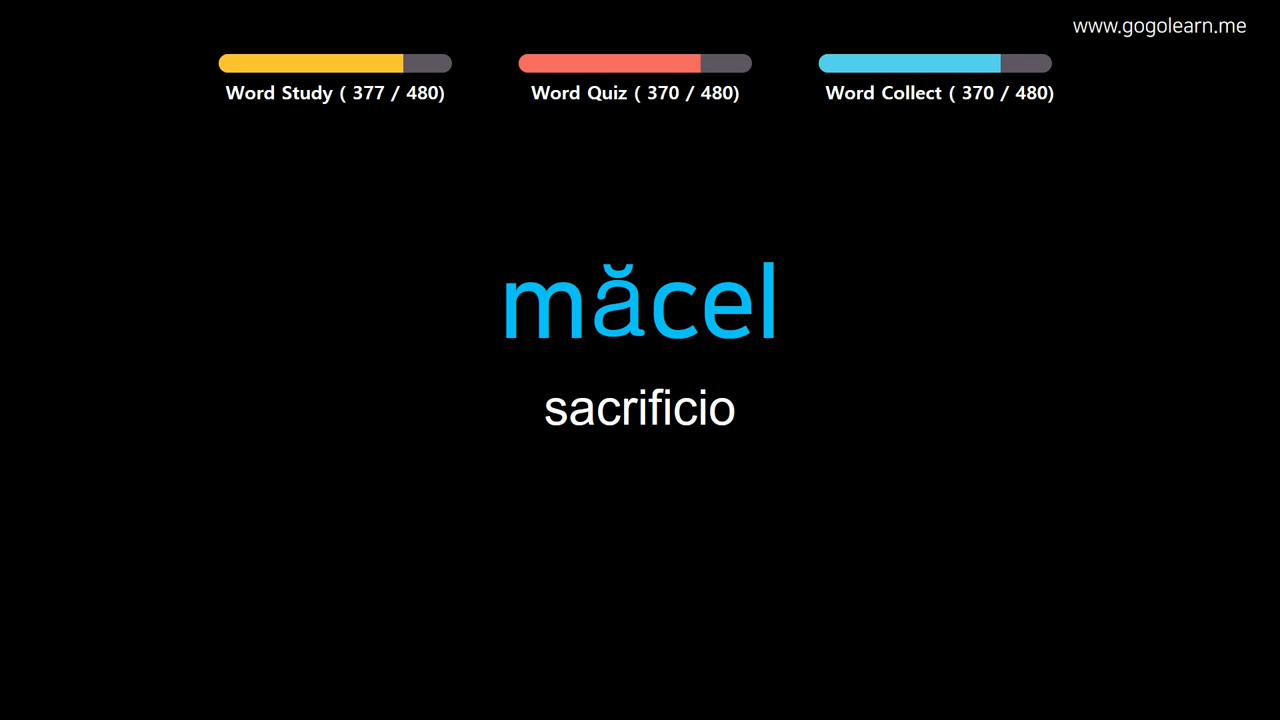 www.gogolearn.me
Word Study ( 377 / 480)
Word Quiz ( 370 / 480)
Word Collect ( 370 / 480)
măcel
sacrificio